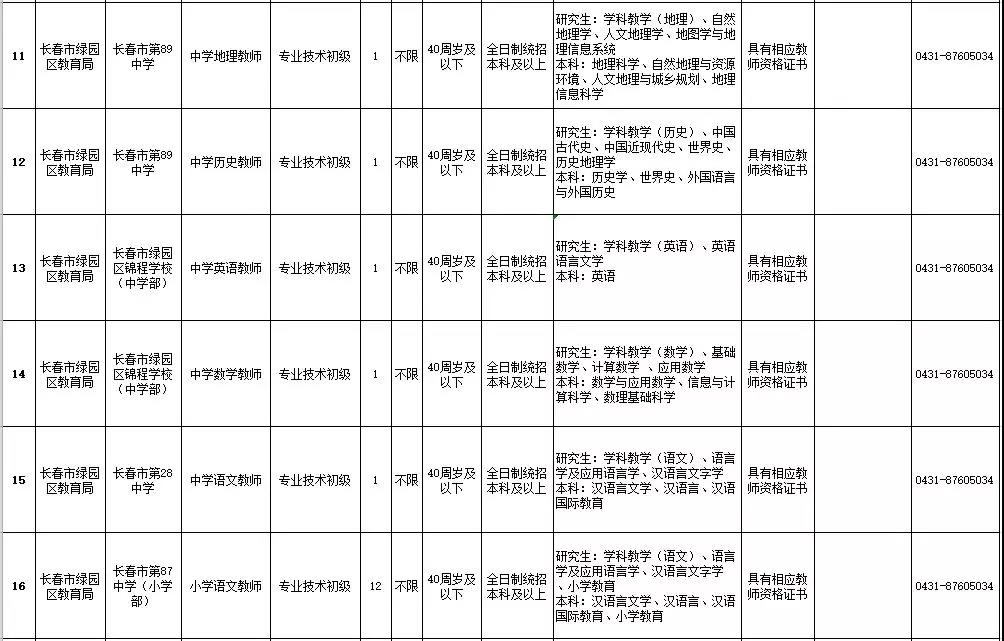 11
长春市绿园
区教育局
长春市第89
中学
中学地理教师
专业技术初级
1
不限
40周岁及
以下
全日制统招
本科及以上
研究生：学科教学（地理）、自然
地理学、人文地理学、地图学与地
理信息系统
本科：地理科学、自然地理与资源
环境、人文地理与城乡规划、地理
信息科学
具有相应教
师资格证书
0431-87605034
12
长春市绿园
区教育局
长春市第89
中学
中学历史教师
专业技术初级
1
不限
40周岁及
以下
全日制统招
本科及以上
研究生：学科教学（历史）、中国
古代史、中国近现代史、世界史、
历史地理学
本科：历史学、世界史、外国语言
与外国历史
具有相应教
师资格证书
0431-87605034
13
长春市绿园
区教育局
长春市绿园
区锦程学校
（中学部）
中学英语教师
专业技术初级
1
不限
40周岁及
以下
全日制统招
本科及以上
研究生：学科教学（英语）、英语
语言文学
本科：英语
具有相应教
师资格证书
0431-87605034
14
长春市绿园
区教育局
长春市绿园
区锦程学校
（中学部）
中学数学教师
专业技术初级
1
不限
40周岁及
以下
全日制统招
本科及以上
研究生：学科教学（数学）、基础
数学、计算数学 、应用数学
本科：数学与应用数学、信息与计
算科学、数理基础科学
具有相应教
师资格证书
0431-87605034
15
长春市绿园
区教育局
长春市第28
中学
中学语文教师
专业技术初级
1
不限
40周岁及
以下
全日制统招
本科及以上
研究生：学科教学（语文）、语言
学及应用语言学、汉语言文字学
本科：汉语言文学、汉语言、汉语
国际教育
具有相应教
师资格证书
0431-87605034
16
长春市绿园
区教育局
长春市第87
中学（小学
部）
小学语文教师
专业技术初级
12
不限
40周岁及
以下
全日制统招
本科及以上
研究生：学科教学（语文）、语言
学及应用语言学、汉语言文字学
、小学教育
本科：汉语言文学、汉语言、汉语
国际教育、小学教育
具有相应教
师资格证书
0431-87605034